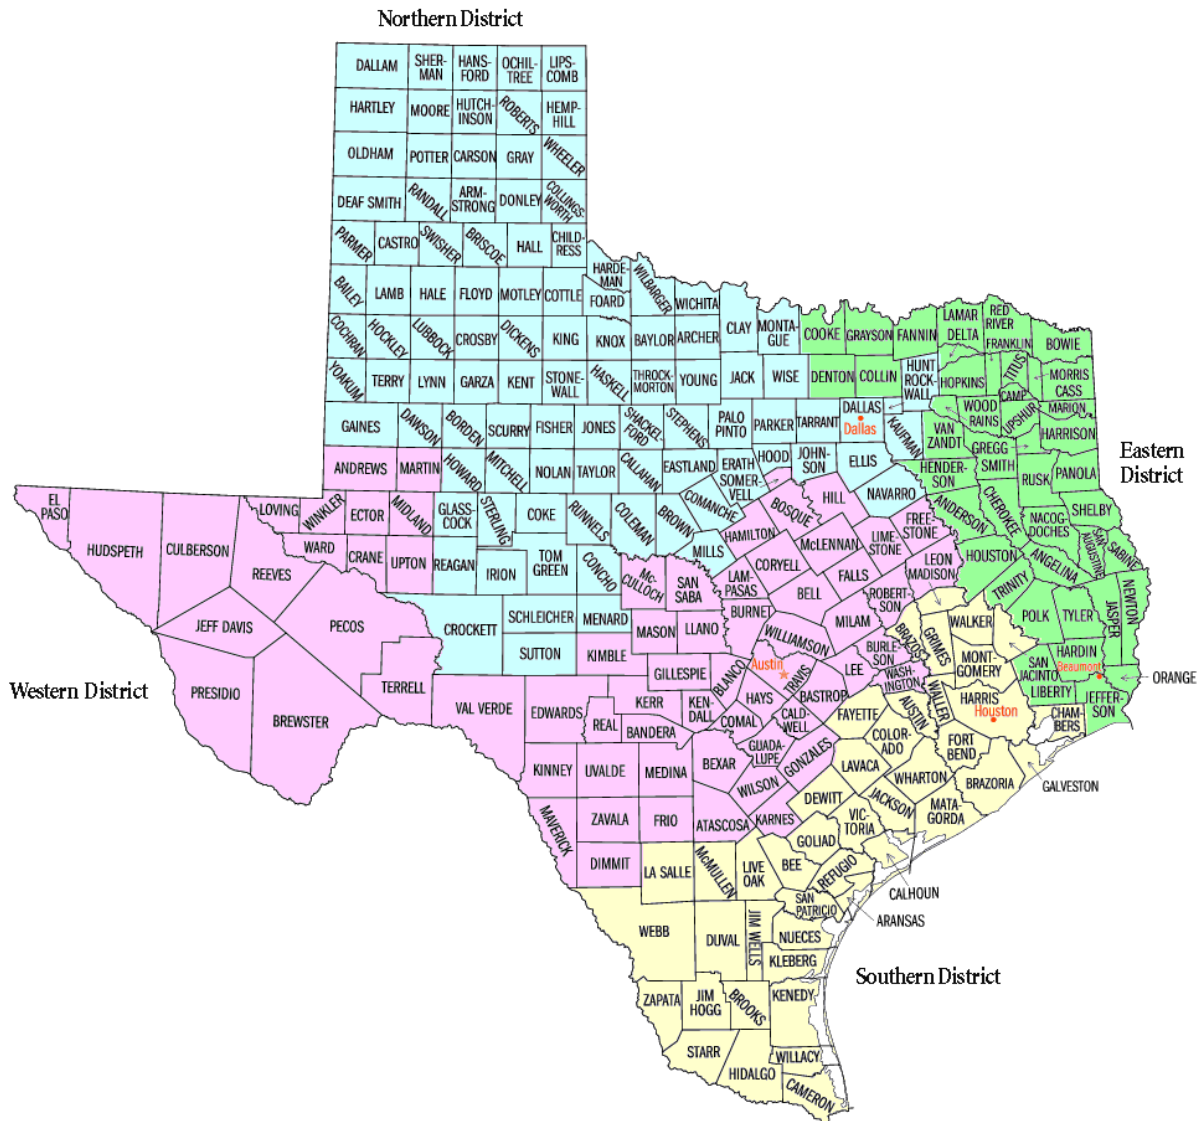 Northern District
DALLAM
SHER-
MAN
HANS-
FORD
OCHIL-
TREE
LIPS-
COMB
HARTLEY
MOORE
HUTCH-
INSON
ROBERTS
HEMP-
HILL
OLDHAM
POTTER
CARSON
GRAY
WHEELER
DEAF SMITH
RANDALL
ARM-
STRONG
DONLEY
COLLINGS-
WORTH
PARMER
CASTRO
SWISHER
BRISCOE
HALL
CHILD-
RESS
BAILEY
LAMB
HALE
FLOYD
MOTLEY
COTTLE
HARDE-
MAN
FOARD
WILBARGER
WICHITA
COCHRAN
HOCKLEY
LUBBOCK
CROSBY
DICKENS
KING
KNOX
BAYLOR
ARCHER
CLAY
MONTA-
GUE
COOKE
GRAYSON
FANNIN
LAMAR
DELTA
RED
RIVER
FRANKLIN
TITUS
BOWIE
YOAKUM
TERRY
LYNN
GARZA
KENT
STONE-
WALL
HASKELL
THROCK-
MORTON
YOUNG
JACK
WISE
DENTON
COLLIN
HUNT
ROCK-
WALL
HOPKINS
CAMP
MORRIS
CASS
GAINES
DAWSON
BORDEN
SCURRY
FISHER
JONES
SHACKEL-
FORD
STEPHENS
PALO
PINTO
PARKER
TARRANT
DALLAS
Dallas
KAUFMAN
VAN
ZANDT
WOOD
RAINS
UPSHUR
MARION
HARRISON
GREGG
ANDREWS
MARTIN
HOWARD
MITCHELL
NOLAN
TAYLOR
CALLAHAN
EASTLAND
ERATH
SOMER-
VELL
HOOD
JOHN-
SON
ELLIS
HENDER-
SON
SMITH
RUSK
PANOLA
Eastern
District
EL
PASO
HUDSPETH
CULBERSON
LOVING
WINKLER
ECTOR
MIDLAND
GLASS-
COCK
STERLING
COKE
RUNNELS
COLEMAN
BROWN
COMANCHE
MILLS
HAMILTON
BOSQUE
HILL
NAVARRO
FREE-
STONE
ANDERSON
CHEROKEE
NACOG-
DOCHES
SHELBY
SAN
AUGUSTINE
SABINE
REEVES
WARD
CRANE
UPTON
REAGAN
IRION
TOM
GREEN
CONCHO
MC-
CULLOCH
SAN
SABA
LAM-
PASAS
CORYELL
McLENNAN
LIME-
STONE
FALLS
LEON
MADISON
HOUSTON
ANGELINA
TRINITY
JEFF DAVIS
PECOS
CROCKETT
SCHLEICHER
MENARD
MASON
LLANO
BURNET
BELL
MILAM
ROBERT-
SON
BRAZOS
GRIMES
WALKER
POLK
TYLER
JASPER
NEWTON
SUTTON
KIMBLE
GILLESPIE
BLANCO
WILLIAMSON
Austin
TRAVIS
LEE
BURLE-
SON
WASH-
INGTON
MONT-
GOMERY
SAN
JACINTO
HARDIN
Beaumont
ORANGE
LIBERTY
JEFFER-
SON
Western District
PRESIDIO
BREWSTER
TERRELL
VAL VERDE
EDWARDS
REAL
KERR
BANDERA
KEN-
DALL
HAYS
COMAL
CALD-
WELL
BASTROP
FAYETTE
AUSTIN
WALLER
HARRIS
Houston
CHAM-
BERS
KINNEY
UVALDE
MEDINA
BEXAR
GUADA-
LUPE
WILSON
GONZALES
COLOR-
ADO
LAVACA
FORT
BEND
WHARTON
BRAZORIA
GALVESTON
MAVERICK
ZAVALA
FRIO
ATASCOSA
KARNES
DEWITT
JACKSON
MATA-
GORDA
VIC-
TORIA
GOLIAD
DIMMIT
LA SALLE
McMULLEN
LIVE
OAK
BEE
REFUGIO
CALHOUN
SAN
PATRICIO
ARANSAS
WEBB
DUVAL
JIM WELLS
NUECES
KLEBERG
Southern District
ZAPATA
JIM
HOGG
BROOKS
KENEDY
STARR
HIDALGO
WILLACY
CAMERON